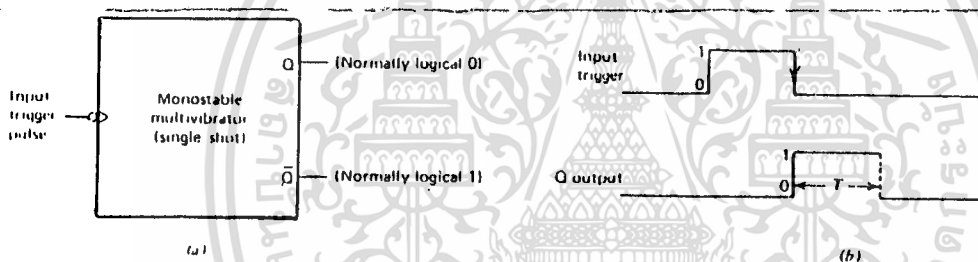 Input
trigger
pulse
Monostable
multivibrator
(single shot)
Q
(Normally logical 0)
Q̅
(Normally logical 1)
(a)
Input
trigger
1
0
Q output
1
0
T
(b)